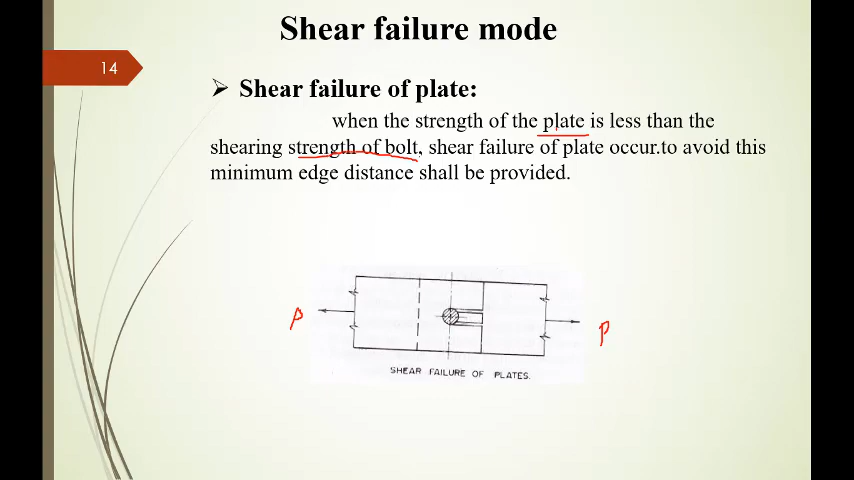 Shear failure mode
14
➢ Shear failure of plate:
when the strength of the plate is less than the
shearing strength of bolt, shear failure of plate occur.to avoid this
minimum edge distance shall be provided.
P
P
SHEAR FAILURE OF PLATES.